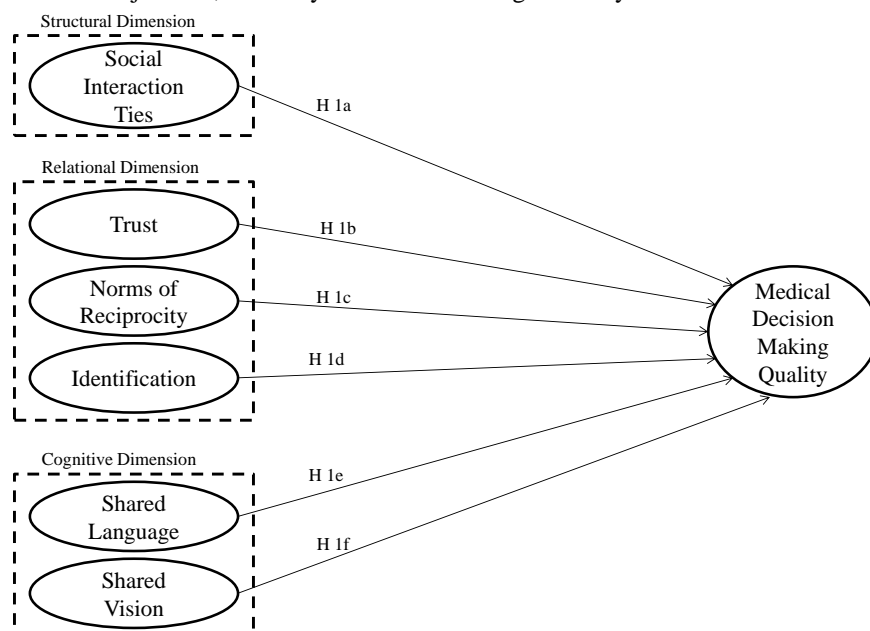 Structural Dimension
Social
Interaction
Ties
H 1a
Relational Dimension
Trust
H 1b
Norms of
Reciprocity
H 1c
Identification
H 1d
Medical
Decision
Making
Quality
Cognitive Dimension
Shared
Language
H 1e
Shared
Vision
H 1f